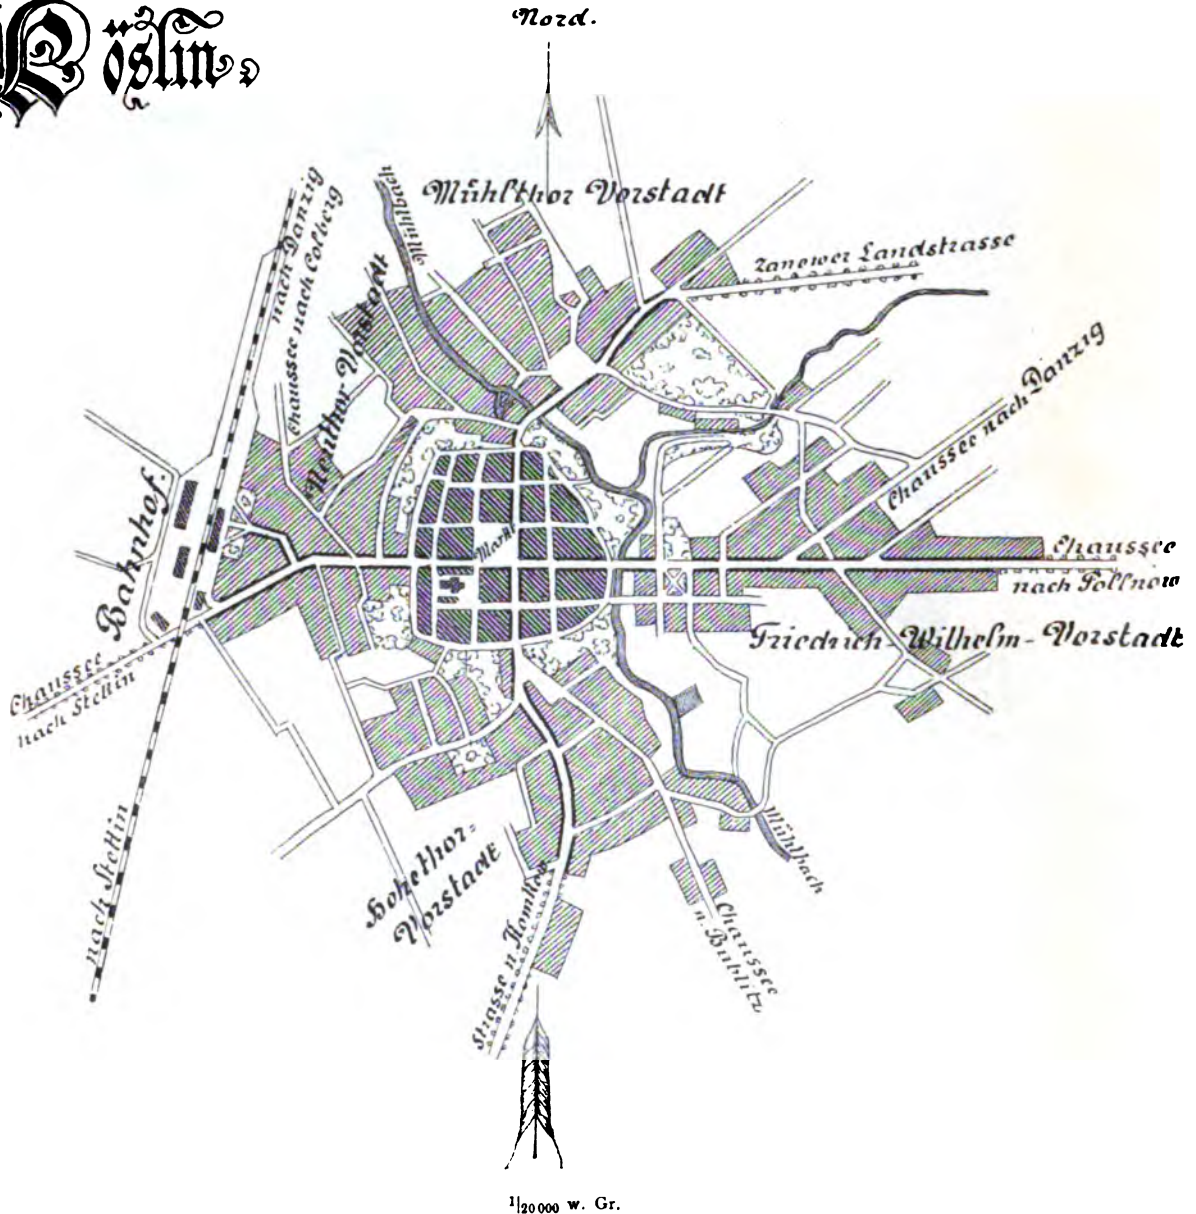 Cöslin.
Nord.
Mühlthor Vorstadt
Mühlbach
nach Danzig
Chaussee nach Colberg
Neuthor Vorstadt
Zanower Landstrasse
Chaussee nach Danzig
Bahnhof.
Markt
Chaussee
nach Pollnow
Friedrich-Wilhelm-Vorstadt
Chaussee
nach Stettin
nach Stettin
Hohethor-
Vorstadt
Mühlbach
Strasse n.
Chaussee
n. Bublitz
1/20000 w. Gr.